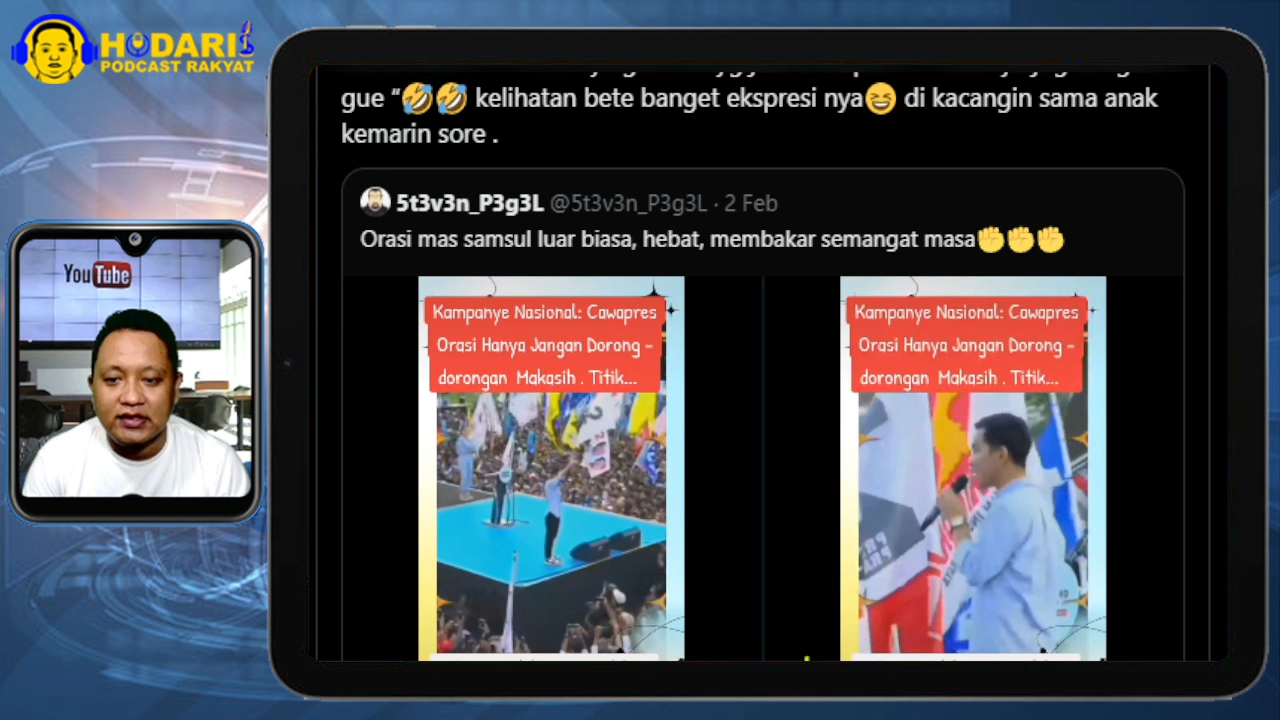 HODARI
PODCAST RAKYAT
gue “🤣🤣 kelihatan bete banget ekspresi nya😆 di kacangin sama anak
kemarin sore .
5t3v3n_P3g3L @5t3v3n_P3g3L · 2 Feb
Orasi mas samsul luar biasa, hebat, membakar semangat masa✊✊✊
YouTube
Kampanye Nasional: Cawapres
Orasi Hanya Jangan Dorong -
dorongan Makasih . Titik...
Kampanye Nasional: Cawapres
Orasi Hanya Jangan Dorong -
dorongan Makasih . Titik...